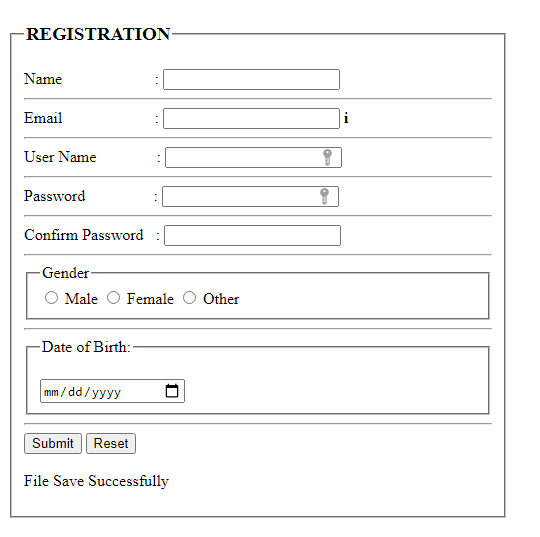 REGISTRATION
Name :
Email : i
User Name :
Password :
Confirm Password :
Gender
Male Female Other
Date of Birth:
mm/dd/yyyy
Submit Reset
File Save Successfully